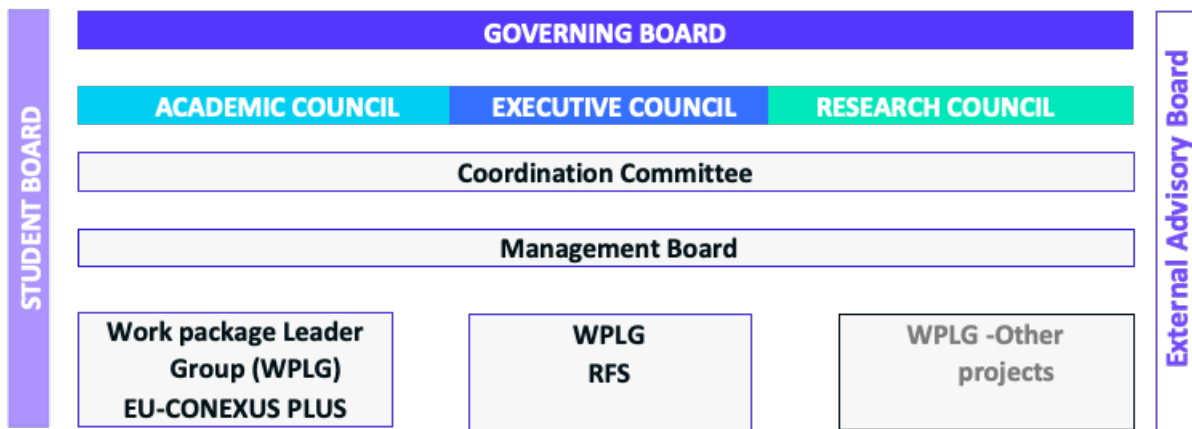 STUDENT BOARD
GOVERNING BOARD
ACADEMIC COUNCIL
EXECUTIVE COUNCIL
RESEARCH COUNCIL
Coordination Committee
Management Board
Work package Leader
Group (WPLG)
EU-CONEXUS PLUS
WPLG
RFS
WPLG -Other
projects
External Advisory Board